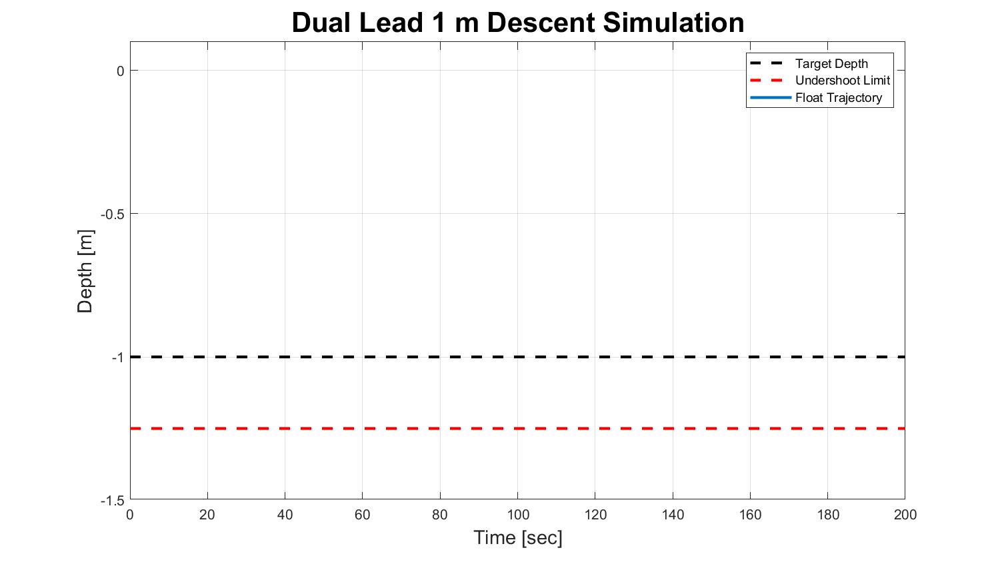 Dual Lead 1 m Descent Simulation
Target Depth
Undershoot Limit
Float Trajectory
0
-0.5
-1
-1.5
Depth [m]
0 20 40 60 80 100 120 140 160 180 200
Time [sec]